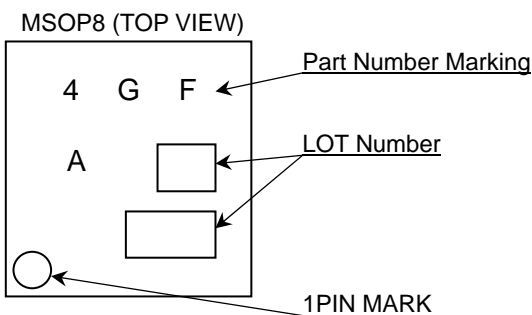 MSOP8 (TOP VIEW)
Part Number Marking
4 G F
LOT Number
A
1PIN MARK